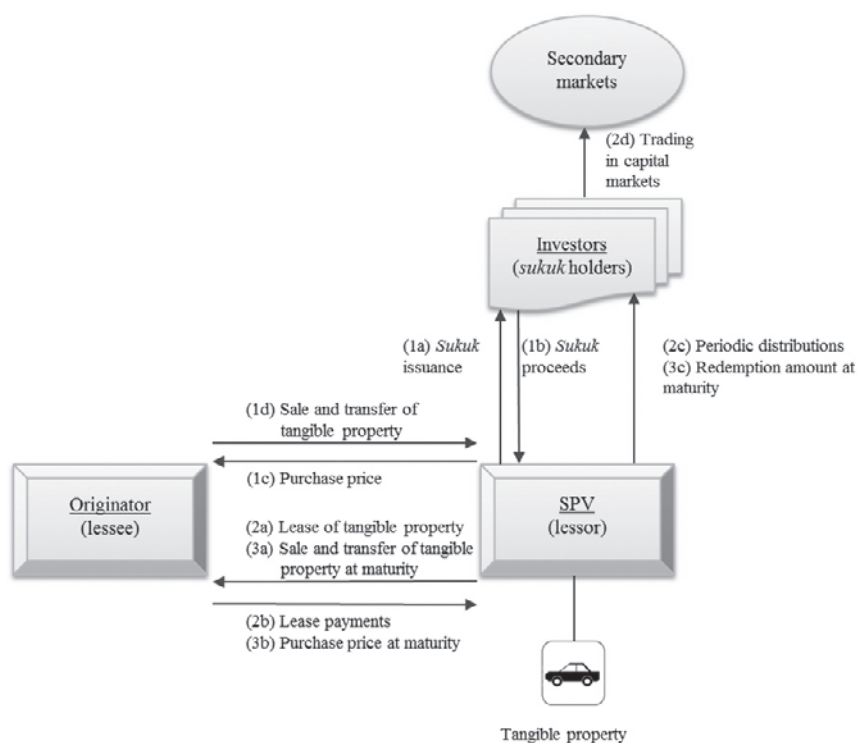 Secondary
markets
(2d) Trading
in capital
markets
Investors
(sukuk holders)
(1a) Sukuk
issuance
(1b) Sukuk
proceeds
(2c) Periodic distributions
(3c) Redemption amount at
maturity
(1d) Sale and transfer of
tangible property
(1c) Purchase price
Originator
(lessee)
SPV
(lessor)
(2a) Lease of tangible property
(3a) Sale and transfer of tangible
property at maturity
(2b) Lease payments
(3b) Purchase price at maturity
Tangible property